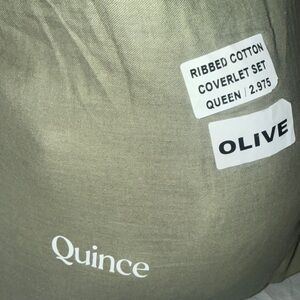 RIBBED COTTON
COVERLET SET
QUEEN | 2.975
OLIVE
Quince